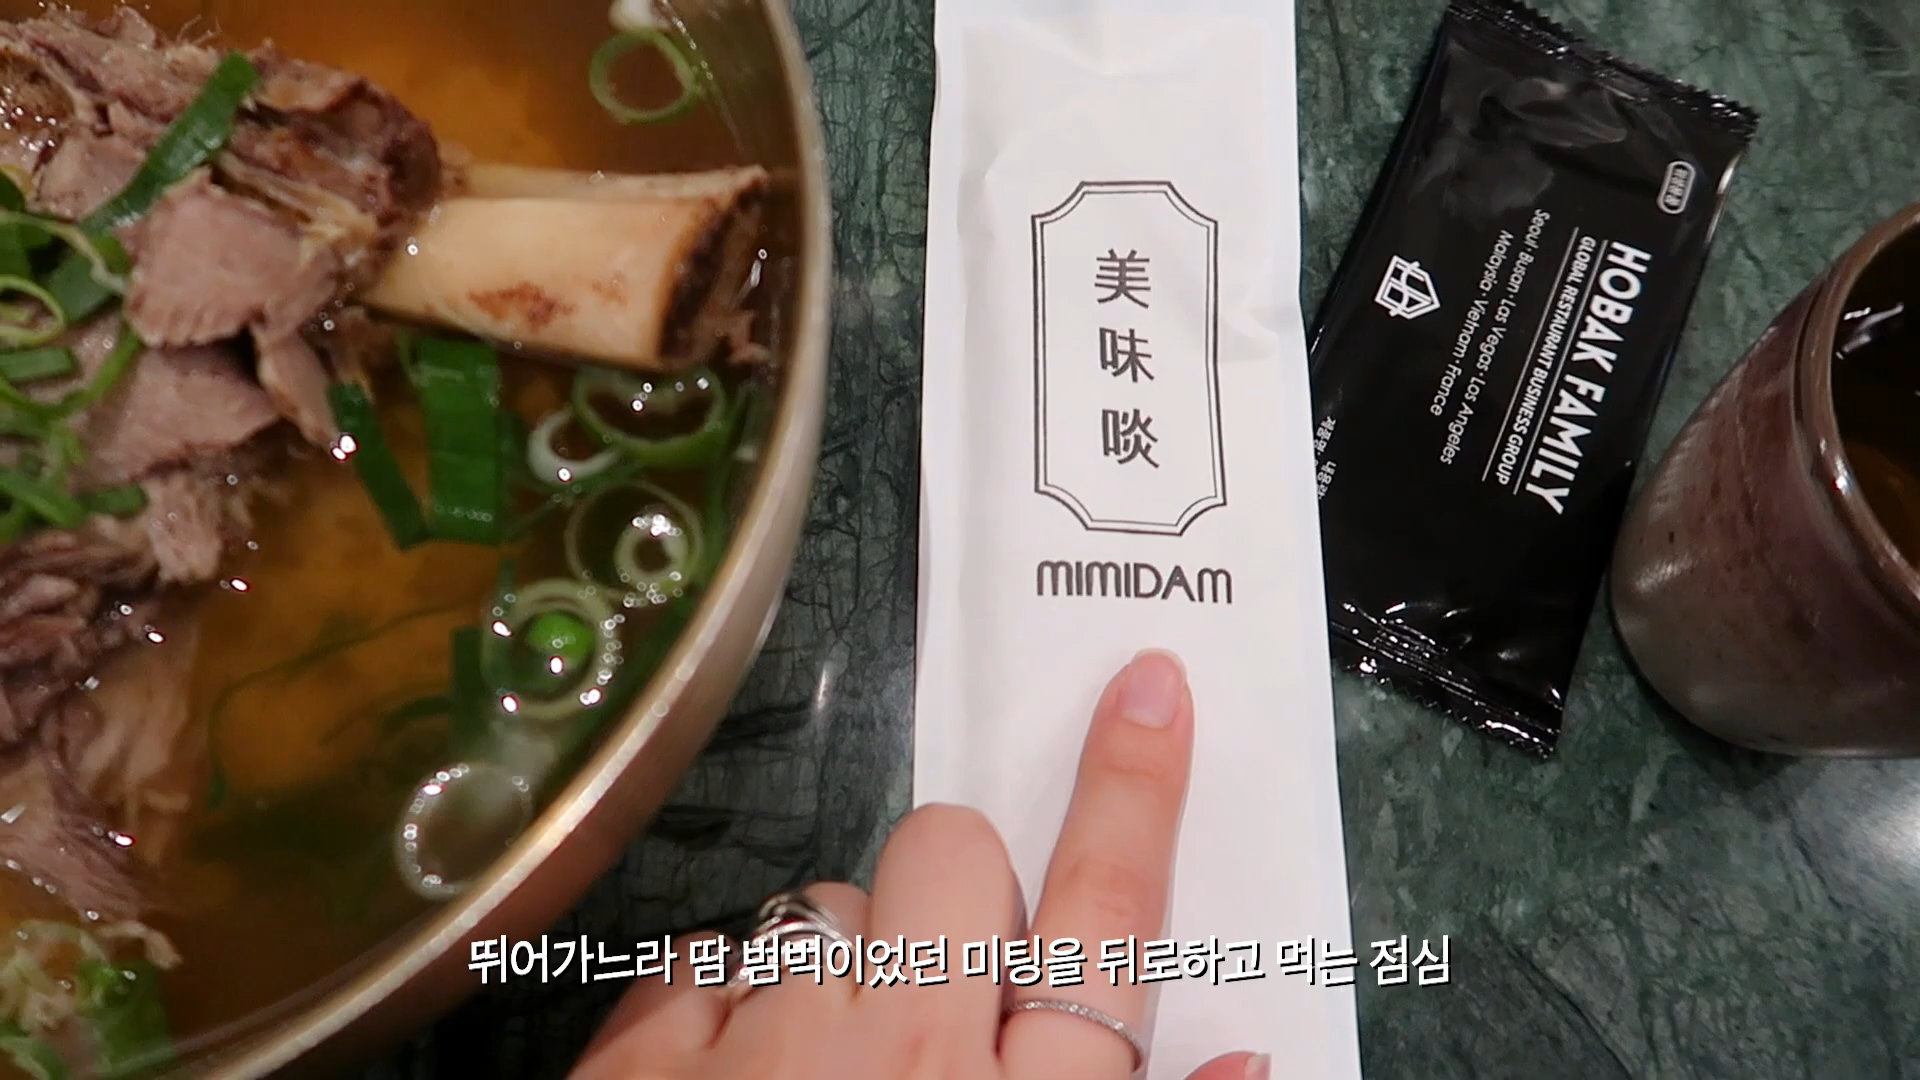 美
味
啖
MIMIDAM
HOBAK FAMILY
GLOBAL RESTAURANT BUSINESS GROUP
Seoul · Busan · Las Vegas · Los Angeles
Malaysia · Vietnam · France
뛰어가느라 땀 범벅이었던 미팅을 뒤로하고 먹는 점심